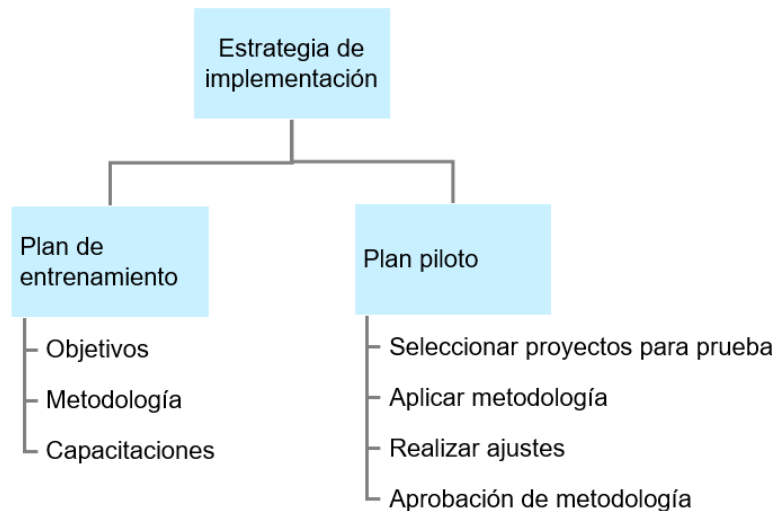 Estrategia de
implementación
Plan de
entrenamiento
Objetivos
Metodología
Capacitaciones
Plan piloto
Seleccionar proyectos para prueba
Aplicar metodología
Realizar ajustes
Aprobación de metodología